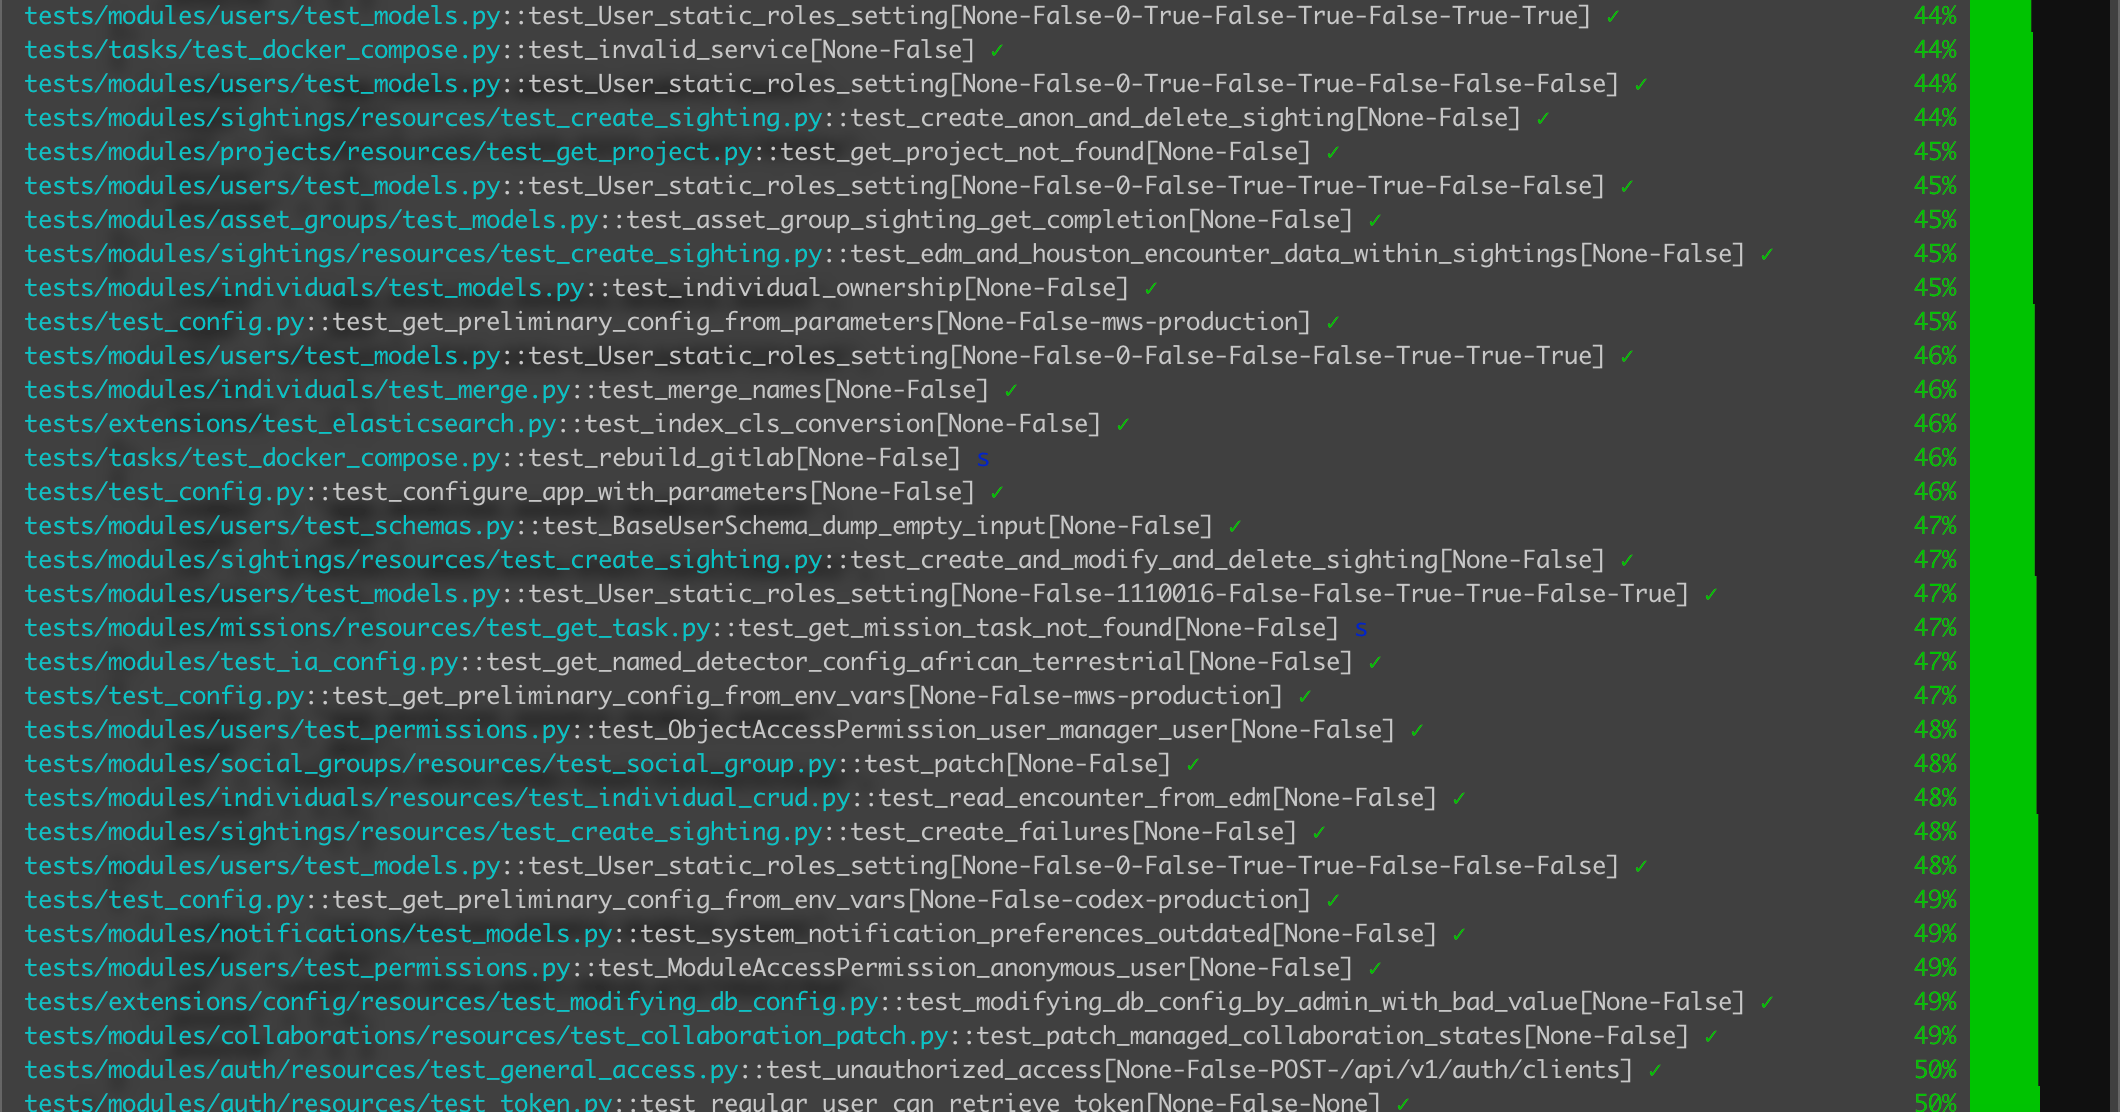 tests/modules/users/test_models.py::test_User_static_roles_setting[None-False-0-True-False-True-False-True-True] ✓ 44%
tests/tasks/test_docker_compose.py::test_invalid_service[None-False] ✓ 44%
tests/modules/users/test_models.py::test_User_static_roles_setting[None-False-0-True-False-True-False-False-False] ✓ 44%
tests/modules/sightings/resources/test_create_sighting.py::test_create_anon_and_delete_sighting[None-False] ✓ 44%
tests/modules/projects/resources/test_get_project.py::test_get_project_not_found[None-False] ✓ 45%
tests/modules/users/test_models.py::test_User_static_roles_setting[None-False-0-False-True-True-True-False-False] ✓ 45%
tests/modules/asset_groups/test_models.py::test_asset_group_sighting_get_completion[None-False] ✓ 45%
tests/modules/sightings/resources/test_create_sighting.py::test_edm_and_houston_encounter_data_within_sightings[None-False] ✓ 45%
tests/modules/individuals/test_models.py::test_individual_ownership[None-False] ✓ 45%
tests/test_config.py::test_get_preliminary_config_from_parameters[None-False-mws-production] ✓ 45%
tests/modules/users/test_models.py::test_User_static_roles_setting[None-False-0-False-False-False-True-True-True] ✓ 46%
tests/modules/individuals/test_merge.py::test_merge_names[None-False] ✓ 46%
tests/extensions/test_elasticsearch.py::test_index_cls_conversion[None-False] ✓ 46%
tests/tasks/test_docker_compose.py::test_rebuild_gitlab[None-False] s 46%
tests/test_config.py::test_configure_app_with_parameters[None-False] ✓ 46%
tests/modules/users/test_schemas.py::test_BaseUserSchema_dump_empty_input[None-False] ✓ 47%
tests/modules/sightings/resources/test_create_sighting.py::test_create_and_modify_and_delete_sighting[None-False] ✓ 47%
tests/modules/users/test_models.py::test_User_static_roles_setting[None-False-1110016-False-False-True-True-False-True] ✓ 47%
tests/modules/missions/resources/test_get_task.py::test_get_mission_task_not_found[None-False] s 47%
tests/modules/test_ia_config.py::test_get_named_detector_config_african_terrestrial[None-False] ✓ 47%
tests/test_config.py::test_get_preliminary_config_from_env_vars[None-False-mws-production] ✓ 47%
tests/modules/users/test_permissions.py::test_ObjectAccessPermission_user_manager_user[None-False] ✓ 48%
tests/modules/social_groups/resources/test_social_group.py::test_patch[None-False] ✓ 48%
tests/modules/individuals/resources/test_individual_crud.py::test_read_encounter_from_edm[None-False] ✓ 48%
tests/modules/sightings/resources/test_create_sighting.py::test_create_failures[None-False] ✓ 48%
tests/modules/users/test_models.py::test_User_static_roles_setting[None-False-0-False-True-True-False-False-False] ✓ 48%
tests/test_config.py::test_get_preliminary_config_from_env_vars[None-False-codex-production] ✓ 49%
tests/modules/notifications/test_models.py::test_system_notification_preferences_outdated[None-False] ✓ 49%
tests/modules/users/test_permissions.py::test_ModuleAccessPermission_anonymous_user[None-False] ✓ 49%
tests/extensions/config/resources/test_modifying_db_config.py::test_modifying_db_config_by_admin_with_bad_value[None-False] ✓ 49%
tests/modules/collaborations/resources/test_collaboration_patch.py::test_patch_managed_collaboration_states[None-False] ✓ 49%
tests/modules/auth/resources/test_general_access.py::test_unauthorized_access[None-False-POST-/api/v1/auth/clients] ✓ 50%
tests/modules/auth/resources/test_token.py::test_regular_user_can_retrieve_token[None-False-None] ✓ 50%